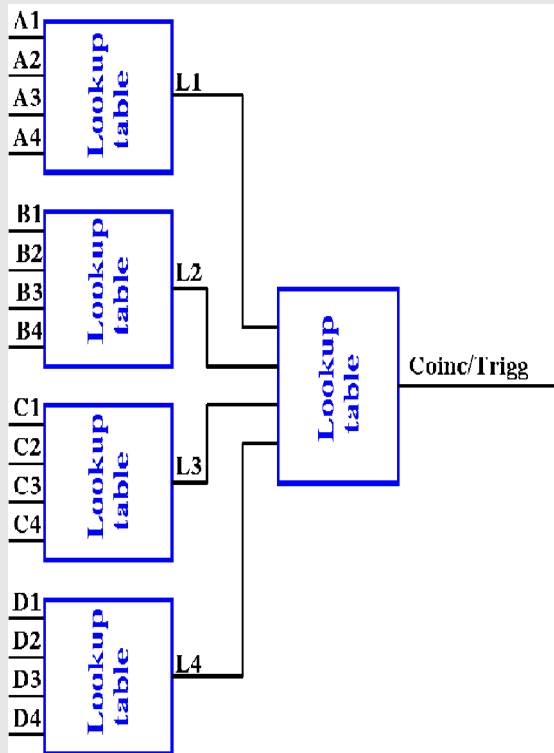 A1
A2
A3
A4
Lookup
table
L1
B1
B2
B3
B4
Lookup
table
L2
C1
C2
C3
C4
Lookup
table
L3
D1
D2
D3
D4
Lookup
table
L4
Lookup
table
Coinc/Trigg